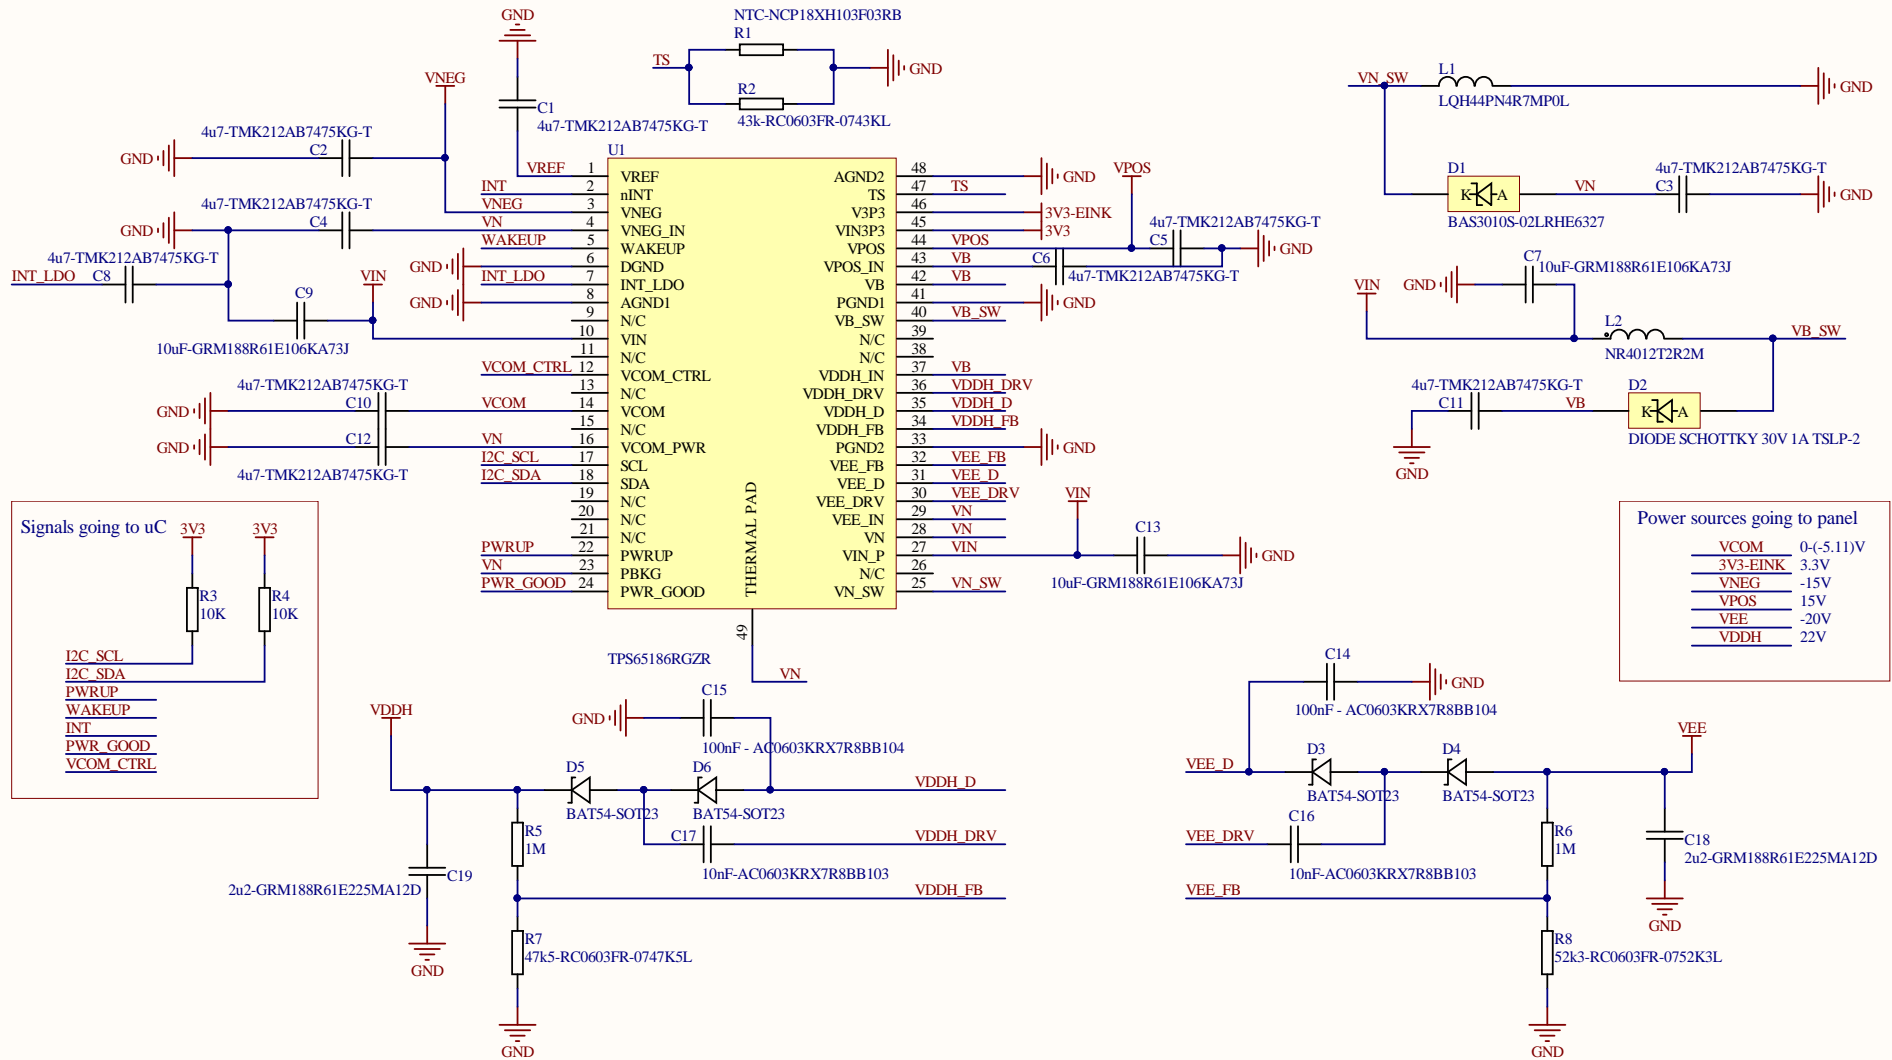 GND
C1
4u7-TMK212AB7475KG-T
NTC-NCP18XH103F03RB
R1
TS
GND
R2
43k-RC0603FR-0743KL
VNEG
4u7-TMK212AB7475KG-T
GND
C2
4u7-TMK212AB7475KG-T
GND
C4
4u7-TMK212AB7475KG-T
INT_LDO
C8
C9
VIN
10uF-GRM188R61E106KA73J
4u7-TMK212AB7475KG-T
GND
C10
VCOM
GND
C12
VN
4u7-TMK212AB7475KG-T
U1
VREF 1 VREF
INT 2 nINT
VNEG 3 VNEG
VN 4 VNEG_IN
WAKEUP 5 WAKEUP
GND 6 DGND
INT_LDO 7 INT_LDO
GND 8 AGND1
9 N/C
10 VIN
11 N/C
VCOM_CTRL 12 VCOM_CTRL
13 N/C
14 VCOM
15 N/C
16 VCOM_PWR
I2C_SCL 17 SCL
I2C_SDA 18 SDA
19 N/C
20 N/C
21 N/C
PWRUP 22 PWRUP
VN 23 PBKG
PWR_GOOD 24 PWR_GOOD
AGND2 48 GND
TS 47 TS
V3P3 46 3V3-EINK
VIN3P3 45 3V3
VPOS 44 VPOS
VPOS_IN 43 VB
VB 42 VB
PGND1 41 GND
VB_SW 40 VB_SW
N/C 39
N/C 38
VDDH_IN 37 VB
VDDH_DRV 36 VDDH_DRV
VDDH_D 35 VDDH_D
VDDH_FB 34 VDDH_FB
PGND2 33 GND
VEE_FB 32 VEE_FB
VEE_D 31 VEE_D
VEE_DRV 30 VEE_DRV
VEE_IN 29 VN
VN 28 VN
VIN_P 27 VIN
N/C 26
VN_SW 25 VN_SW
THERMAL PAD
49
TPS65186RGZR
VN
VPOS
4u7-TMK212AB7475KG-T
C5
GND
C6
4u7-TMK212AB7475KG-T
VIN
C13
GND
10uF-GRM188R61E106KA73J
VN_SW
L1
LQH44PN4R7MP0L
GND
D1
K A
BAS3010S-02LRHE6327
VN
4u7-TMK212AB7475KG-T
C3
GND
C7
10uF-GRM188R61E106KA73J
VIN
GND
L2
NR4012T2R2M
VB_SW
4u7-TMK212AB7475KG-T
C11
VB
D2
K A
DIODE SCHOTTKY 30V 1A TSLP-2
GND
Signals going to uC
3V3
3V3
R3
10K
R4
10K
I2C_SCL
I2C_SDA
PWRUP
WAKEUP
INT
PWR_GOOD
VCOM_CTRL
Power sources going to panel
VCOM 0-(-5.11)V
3V3-EINK 3.3V
VNEG -15V
VPOS 15V
VEE -20V
VDDH 22V
VDDH
GND
C15
100nF - AC0603KRX7R8BB104
D5
BAT54-SOT23
D6
BAT54-SOT23
VDDH_D
C17
VDDH_DRV
10nF-AC0603KRX7R8BB103
R5
1M
C19
2u2-GRM188R61E225MA12D
GND
VDDH_FB
R7
47k5-RC0603FR-0747K5L
GND
C14
GND
100nF - AC0603KRX7R8BB104
VEE_D
D3
BAT54-SOT23
D4
BAT54-SOT23
VEE
C16
VEE_DRV
10nF-AC0603KRX7R8BB103
R6
1M
C18
2u2-GRM188R61E225MA12D
GND
VEE_FB
R8
52k3-RC0603FR-0752K3L
GND